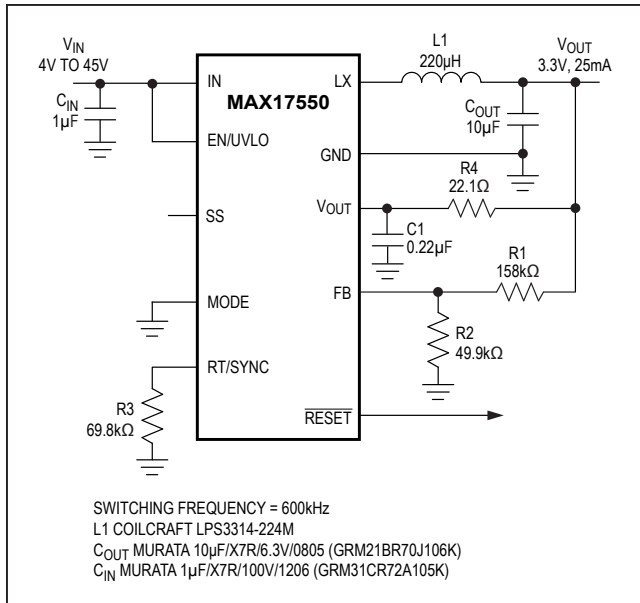 VIN
4V TO 45V
CIN
1µF
IN
EN/UVLO
SS
MODE
RT/SYNC
R3
69.8kΩ
MAX17550
LX
GND
VOUT
FB
RESET
L1
220µH
VOUT
3.3V, 25mA
COUT
10µF
R4
22.1Ω
C1
0.22µF
R1
158kΩ
R2
49.9kΩ
SWITCHING FREQUENCY = 600kHz
L1 COILCRAFT LPS3314-224M
COUT MURATA 10µF/X7R/6.3V/0805 (GRM21BR70J106K)
CIN MURATA 1µF/X7R/100V/1206 (GRM31CR72A105K)